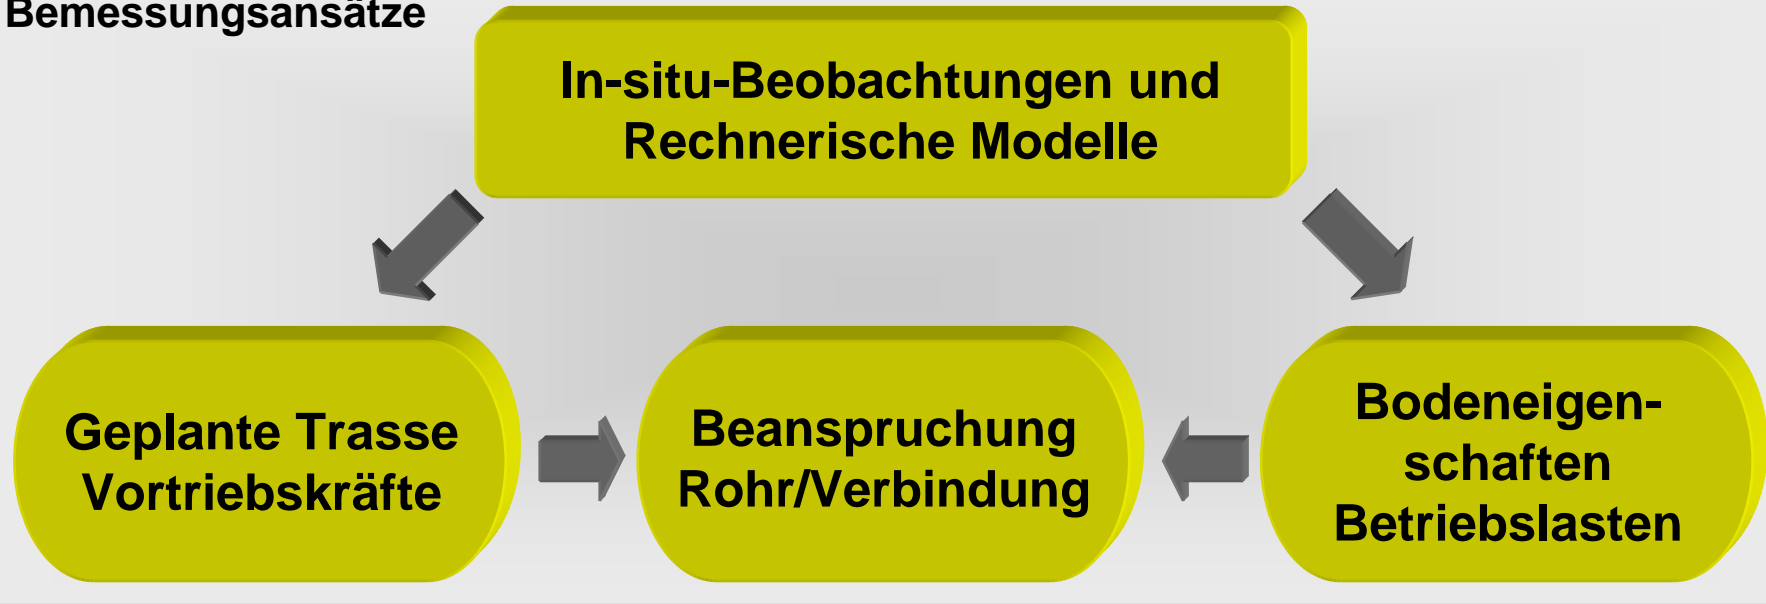 Bemessungsansätze
In-situ-Beobachtungen und
Rechnerische Modelle
Geplante Trasse
Vortriebskräfte
Beanspruchung
Rohr/Verbindung
Bodeneigen-
schaften
Betriebslasten